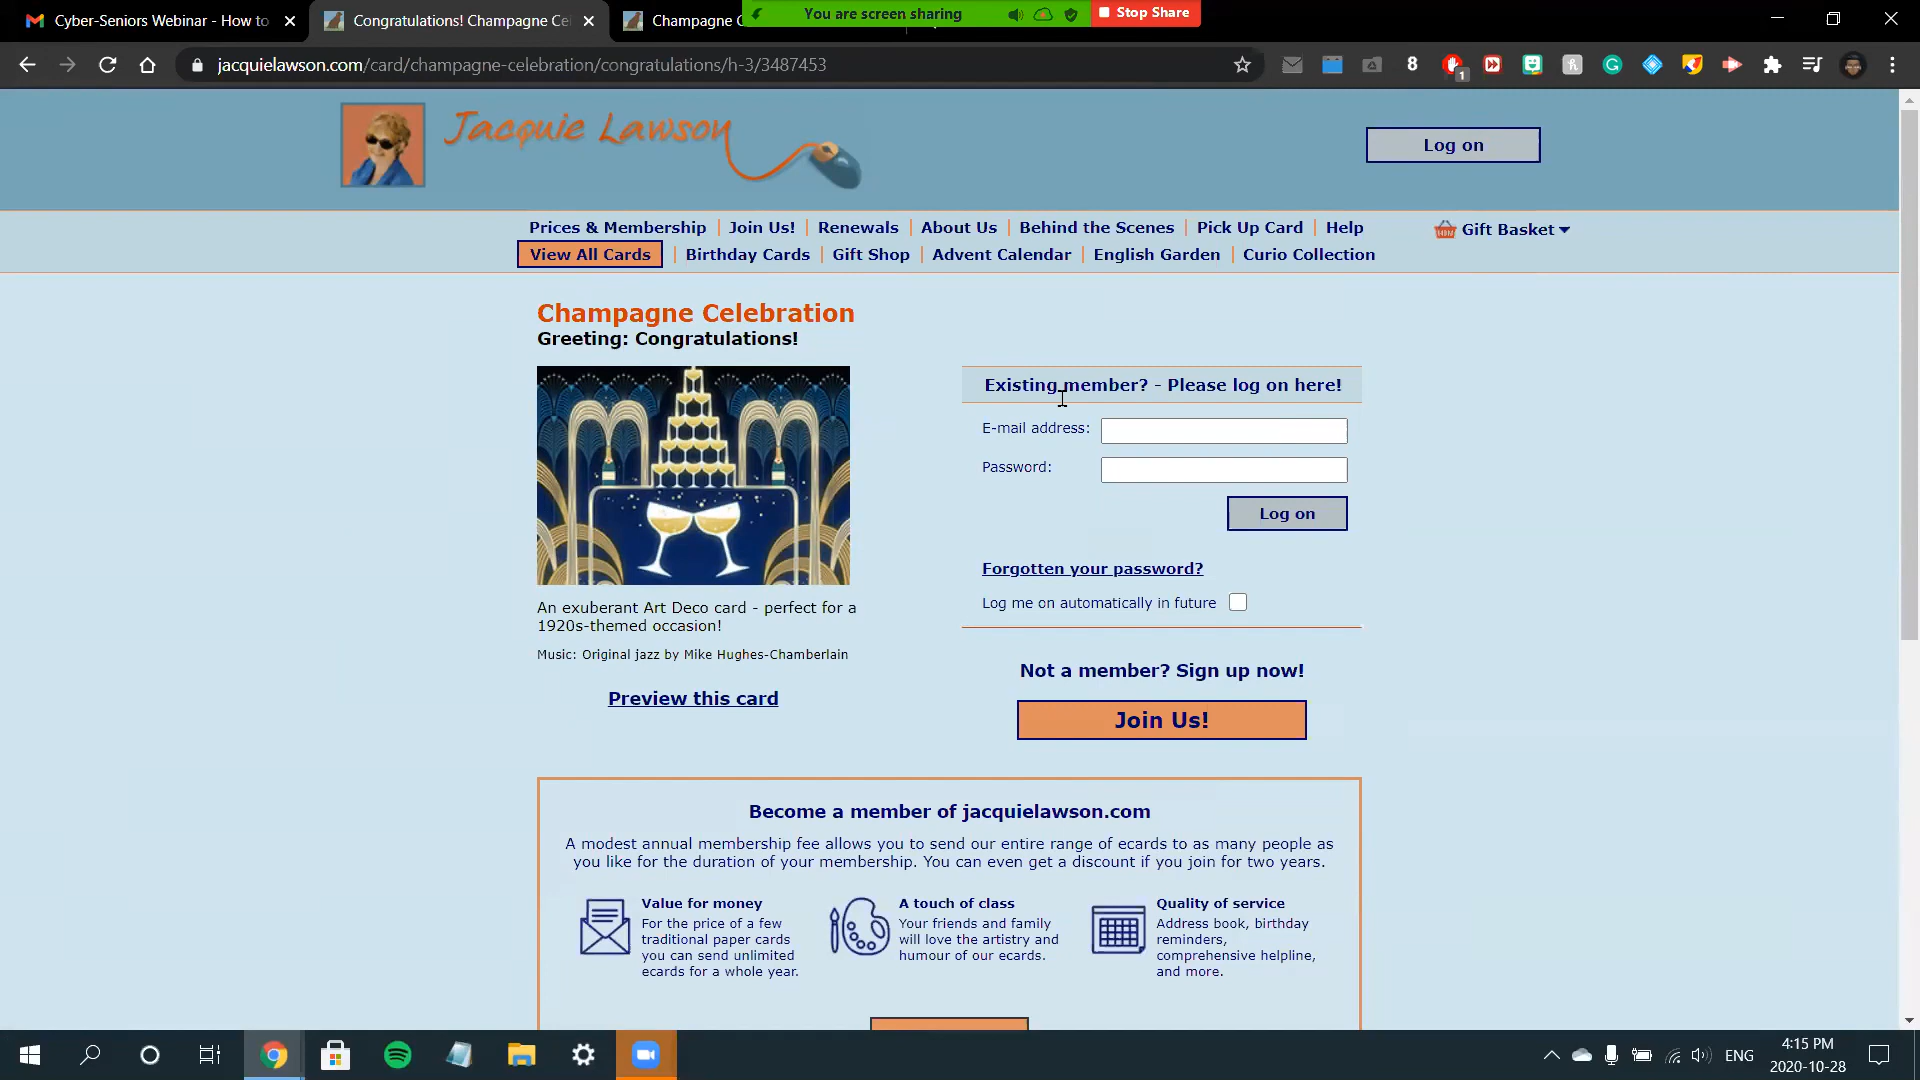 Cyber-Seniors Webinar - How to
Congratulations! Champagne Ce
Champagne
You are screen sharing
Stop Share
jacquielawson.com/card/champagne-celebration/congratulations/h-3/3487453
8
1
Jacquie Lawson
Log on
Prices & Membership
Join Us!
Renewals
About Us
Behind the Scenes
Pick Up Card
Help
Gift Basket
View All Cards
Birthday Cards
Gift Shop
Advent Calendar
English Garden
Curio Collection
Champagne Celebration
Greeting: Congratulations!
Existing member? - Please log on here!
E-mail address:
Password:
Log on
Forgotten your password?
Log me on automatically in future
An exuberant Art Deco card - perfect for a
1920s-themed occasion!
Music: Original jazz by Mike Hughes-Chamberlain
Preview this card
Not a member? Sign up now!
Join Us!
Become a member of jacquielawson.com
A modest annual membership fee allows you to send our entire range of ecards to as many people as
you like for the duration of your membership. You can even get a discount if you join for two years.
Value for money
For the price of a few
traditional paper cards
you can send unlimited
ecards for a whole year.
A touch of class
Your friends and family
will love the artistry and
humour of our ecards.
Quality of service
Address book, birthday
reminders,
comprehensive helpline,
and more.
ENG
4:15 PM
2020-10-28